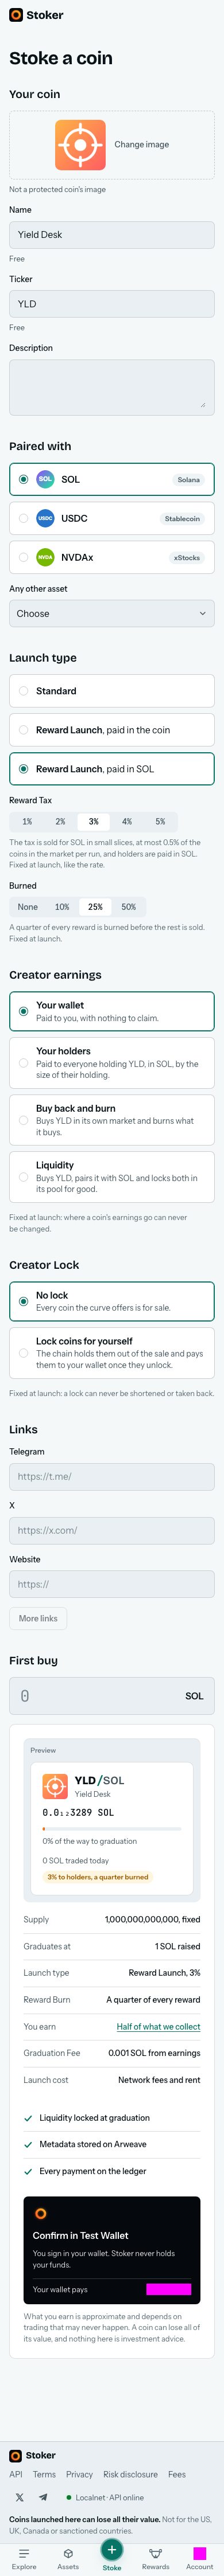 Stoker
Stoke a coin
Your coin
Change image
Not a protected coin's image
Name
Yield Desk
Free
Ticker
YLD
Free
Description
Paired with
SOL SOL Solana
USDC USDC Stablecoin
NVDA NVDAx xStocks
Any other asset
Choose
Launch type
Standard
Reward Launch, paid in the coin
Reward Launch, paid in SOL
Reward Tax
1% 2% 3% 4% 5%
The tax is sold for SOL in small slices, at most 0.5% of the
coins in the market per run, and holders are paid in SOL.
Fixed at launch, like the rate.
Burned
None 10% 25% 50%
A quarter of every reward is burned before the rest is sold.
Fixed at launch.
Creator earnings
Your wallet
Paid to you, with nothing to claim.
Your holders
Paid to everyone holding YLD, in SOL, by the
size of their holding.
Buy back and burn
Buys YLD in its own market and burns what
it buys.
Liquidity
Buys YLD, pairs it with SOL and locks both in
its pool for good.
Fixed at launch: where a coin's earnings go can never
be changed.
Creator Lock
No lock
Every coin the curve offers is for sale.
Lock coins for yourself
The chain holds them out of the sale and pays
them to your wallet once they unlock.
Fixed at launch: a lock can never be shortened or taken back.
Links
Telegram
https://t.me/
X
https://x.com/
Website
https://
More links
First buy
0 SOL
Preview
YLD/SOL
Yield Desk
0.0₁₂3289 SOL
0% of the way to graduation
0 SOL traded today
3% to holders, a quarter burned
Supply 1,000,000,000,000, fixed
Graduates at 1 SOL raised
Launch type Reward Launch, 3%
Reward Burn A quarter of every reward
You earn Half of what we collect
Graduation Fee 0.001 SOL from earnings
Launch cost Network fees and rent
Liquidity locked at graduation
Metadata stored on Arweave
Every payment on the ledger
Confirm in Test Wallet
You sign in your wallet. Stoker never holds
your funds.
Your wallet pays
What you earn is approximate and depends on
trading that may never happen. A coin can lose all of
its value, and nothing here is investment advice.
Stoker
API Terms Privacy Risk disclosure Fees
Localnet · API online
Coins launched here can lose all their value. Not for the US,
UK, Canada or sanctioned countries.
Explore Assets Stoke Rewards Account